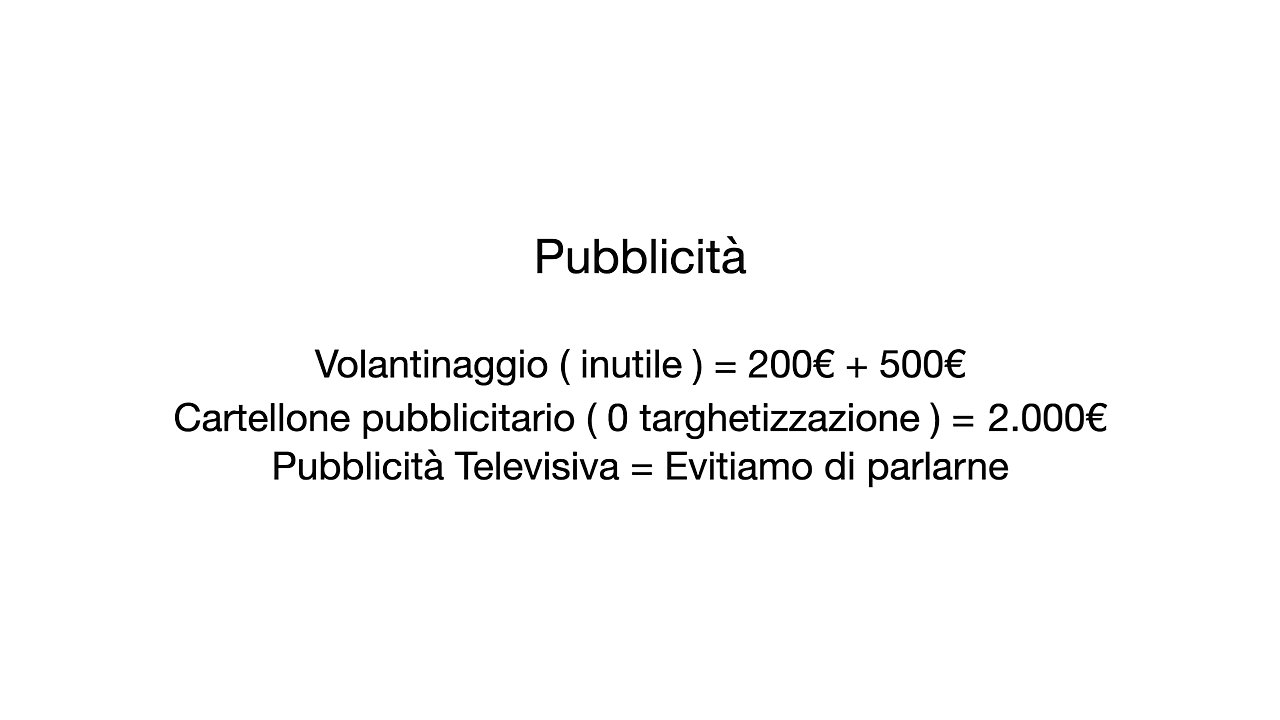 Pubblicità
Volantinaggio ( inutile ) = 200€ + 500€
Cartellone pubblicitario ( 0 targhetizzazione ) = 2.000€
Pubblicità Televisiva = Evitiamo di parlarne